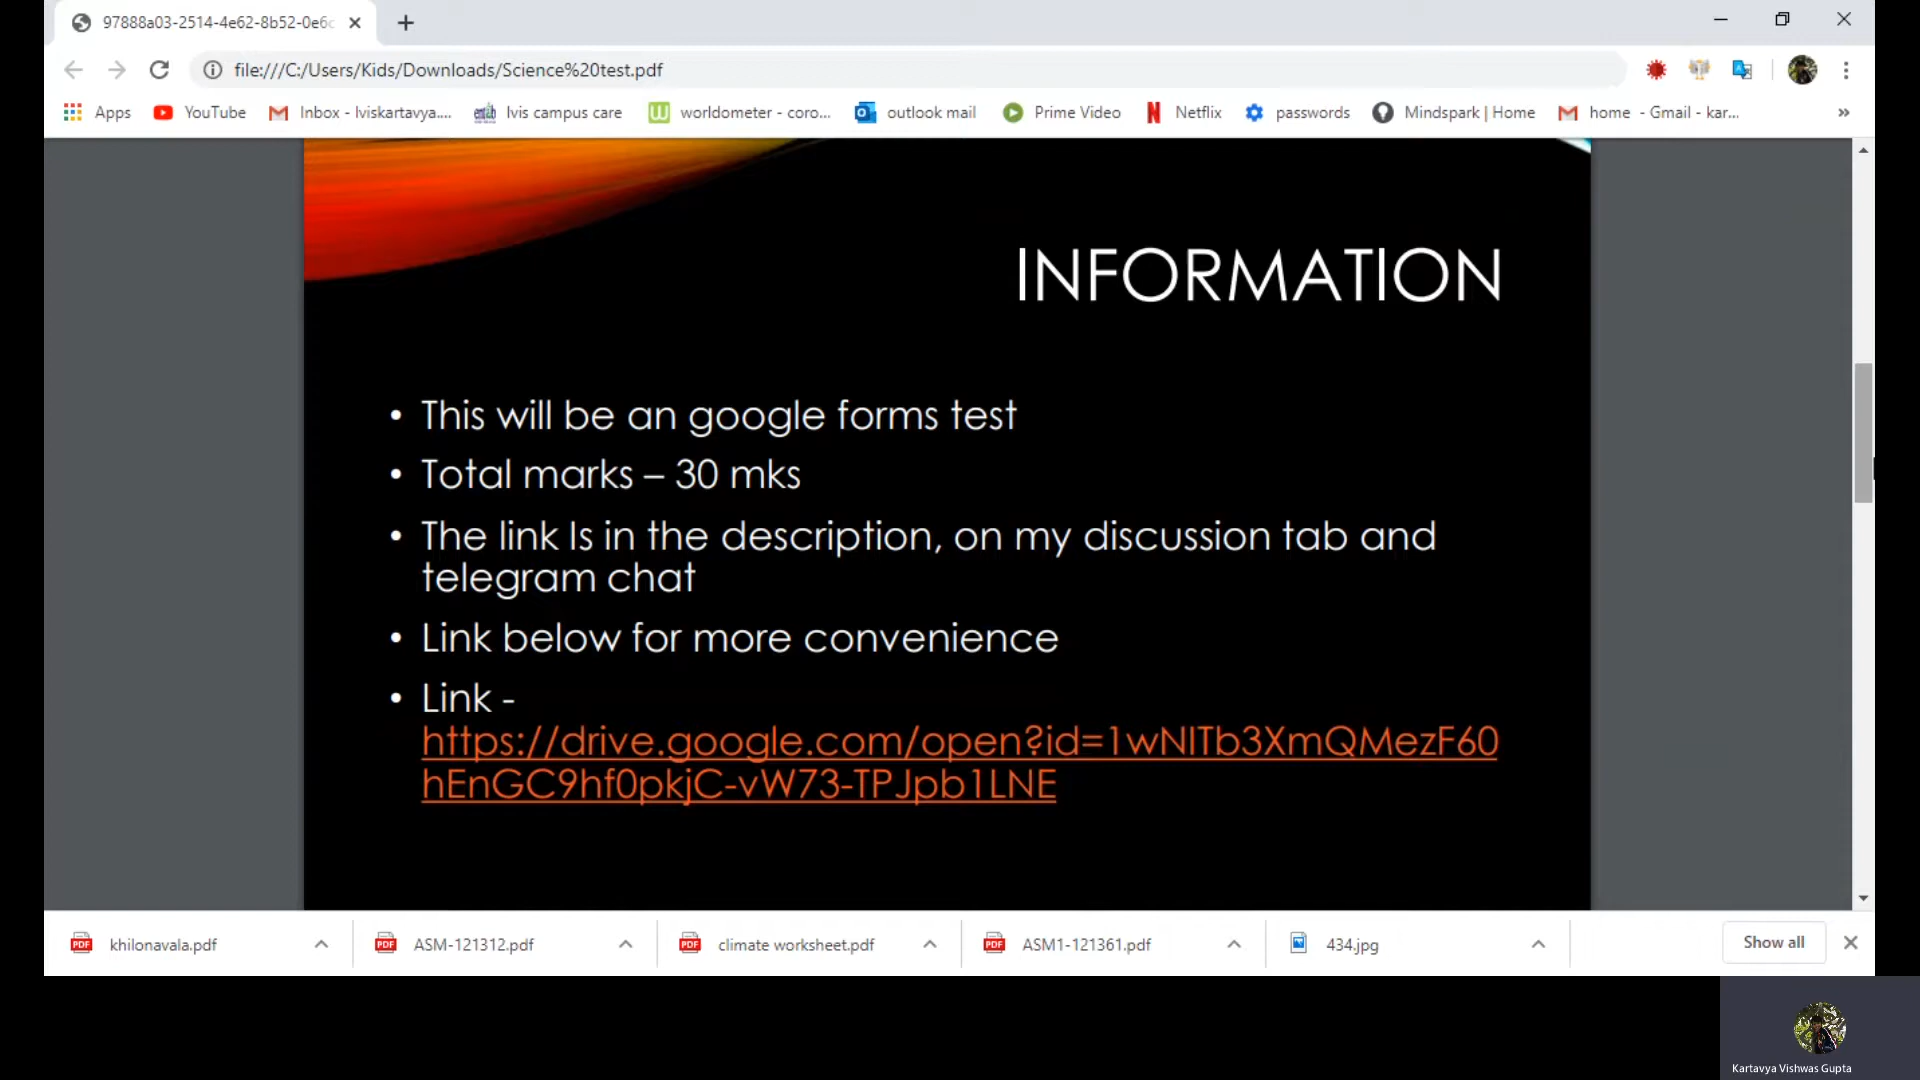 97888a03-2514-4e62-8b52-0e6c
file:///C:/Users/Kids/Downloads/Science%20test.pdf
Apps YouTube Inbox - lviskartavya.... lvis campus care worldometer - coro... outlook mail Prime Video Netflix passwords Mindspark | Home home - Gmail - kar...
INFORMATION
• This will be an google forms test
• Total marks – 30 mks
• The link Is in the description, on my discussion tab and
telegram chat
• Link below for more convenience
• Link -
https://drive.google.com/open?id=1wNITb3XmQMezF60
hEnGC9hf0pkjC-vW73-TPJpb1LNE
khilonavala.pdf ASM-121312.pdf climate worksheet.pdf ASM1-121361.pdf 434.jpg Show all
Kartavya Vishwas Gupta